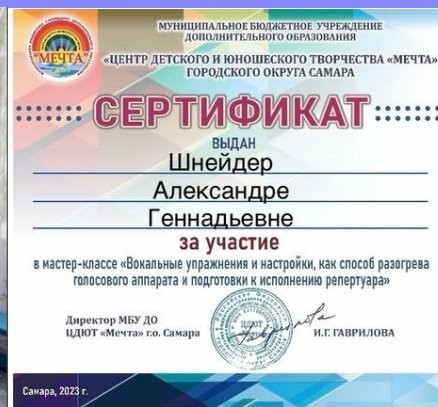 МУНИЦИПАЛЬНОЕ БЮДЖЕТНОЕ УЧРЕЖДЕНИЕ
ДОПОЛНИТЕЛЬНОГО ОБРАЗОВАНИЯ
«ЦЕНТР ДЕТСКОГО И ЮНОШЕСКОГО ТВОРЧЕСТВА «МЕЧТА»
ГОРОДСКОГО ОКРУГА САМАРА
"МЕЧТА"
СЕРТИФИКАТ
ВЫДАН
Шнейдер
Александре
Геннадьевне
за участие
в мастер-классе «Вокальные упражнения и настройки, как способ разогрева
голосового аппарата и подготовки к исполнению репертуара»
Директор МБУ ДО
ЦДЮТ «Мечта» г.о. Самара
ЦДЮТ
И.Г. ГАВРИЛОВА
Самара, 2023 г.